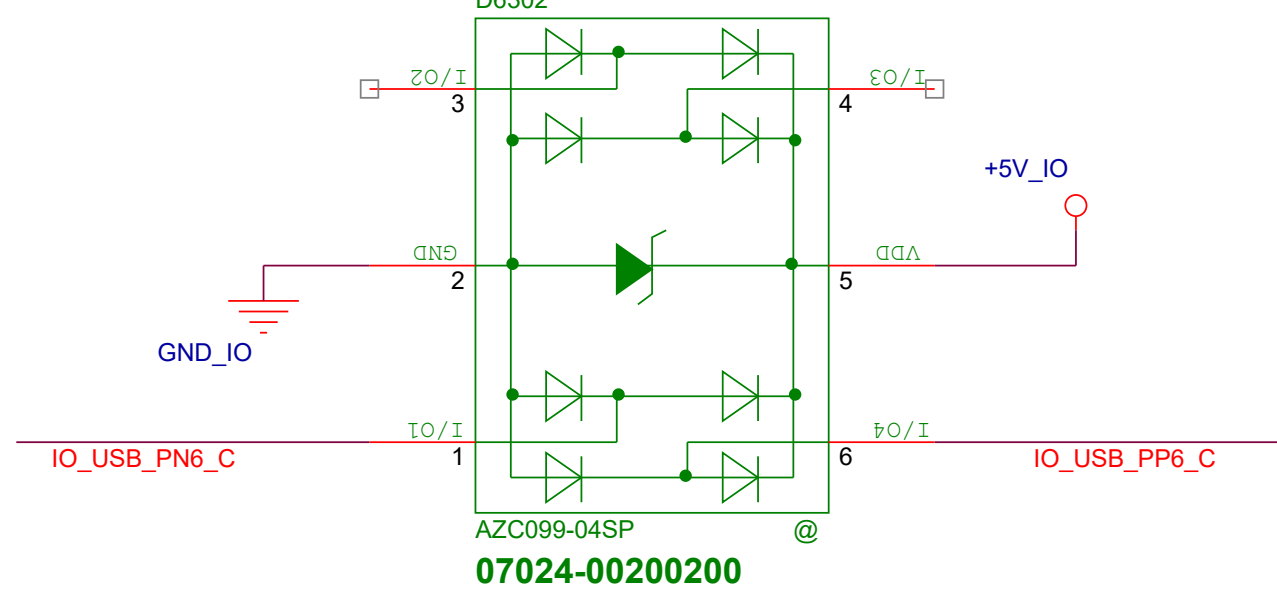 D6302
I/O2
3
I/O3
4
+5V_IO
GND
2
VDD
5
GND_IO
I/O1
1
I/O4
6
IO_USB_PN6_C
IO_USB_PP6_C
AZC099-04SP
@
07024-00200200